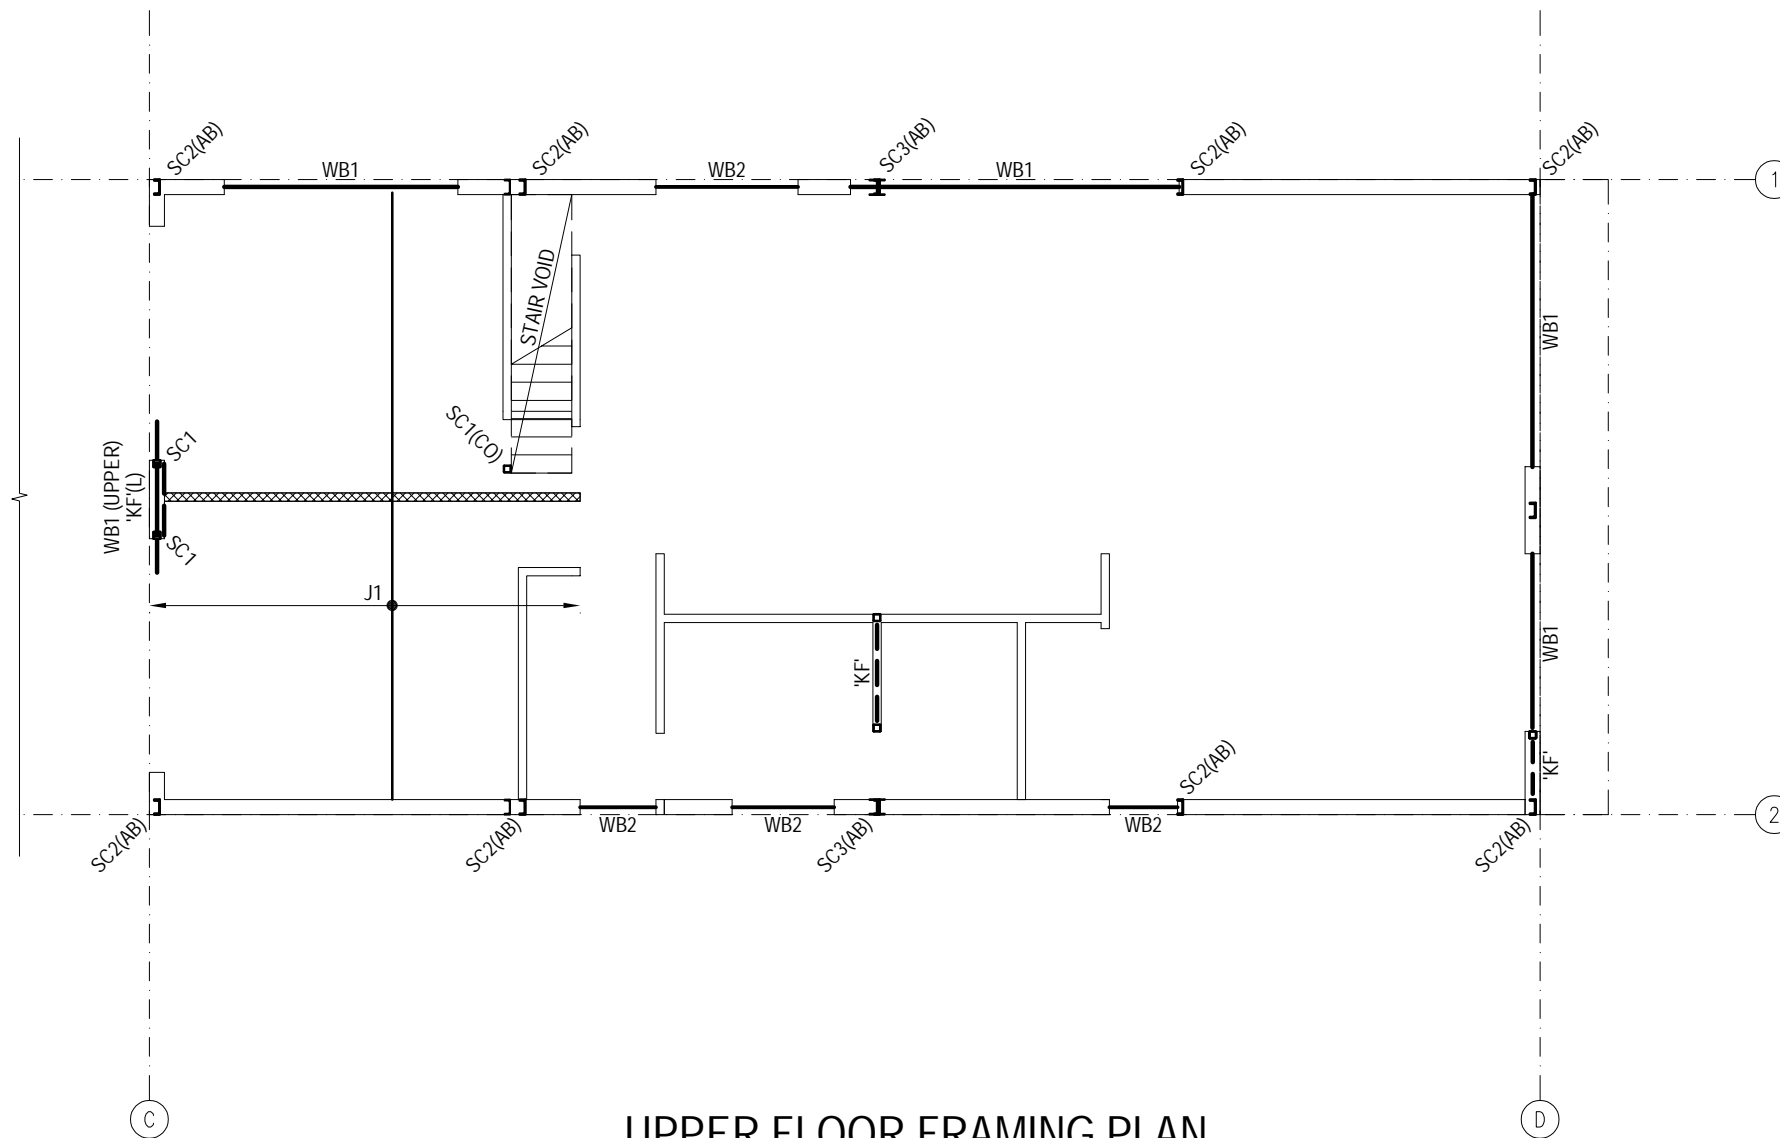 SC2(AB)
WB1
SC2(AB)
WB2
SC3(AB)
WB1
SC2(AB)
SC2(AB)
1
STAIR VOID
WB1
SC1(CO)
SC1
WB1 (UPPER)
'KF'(L)
SC1
J1
'KF'
WB1
SC2(AB)
'KF'
SC2(AB)
SC2(AB)
WB2
WB2
SC3(AB)
WB2
SC2(AB)
2
C
UPPER FLOOR FRAMING PLAN
D